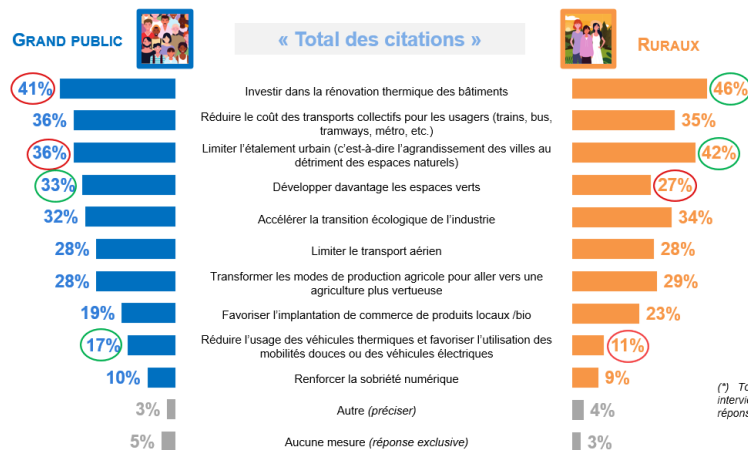 GRAND PUBLIC
« Total des citations »
RURAUX
41%
Investir dans la rénovation thermique des bâtiments
46%
36%
Réduire le coût des transports collectifs pour les usagers (trains, bus,
tramways, métro, etc.)
35%
36%
Limiter l'étalement urbain (c'est-à-dire l'agrandissement des villes au
détriment des espaces naturels)
42%
33%
Développer davantage les espaces verts
27%
32%
Accélérer la transition écologique de l'industrie
34%
28%
Limiter le transport aérien
28%
28%
Transformer les modes de production agricole pour aller vers une
agriculture plus vertueuse
29%
19%
Favoriser l'implantation de commerce de produits locaux /bio
23%
17%
Réduire l'usage des véhicules thermiques et favoriser l'utilisation des
mobilités douces ou des véhicules électriques
11%
10%
Renforcer la sobriété numérique
9%
3%
Autre (préciser)
4%
5%
Aucune mesure (réponse exclusive)
3%
(*) To
intervie
répons